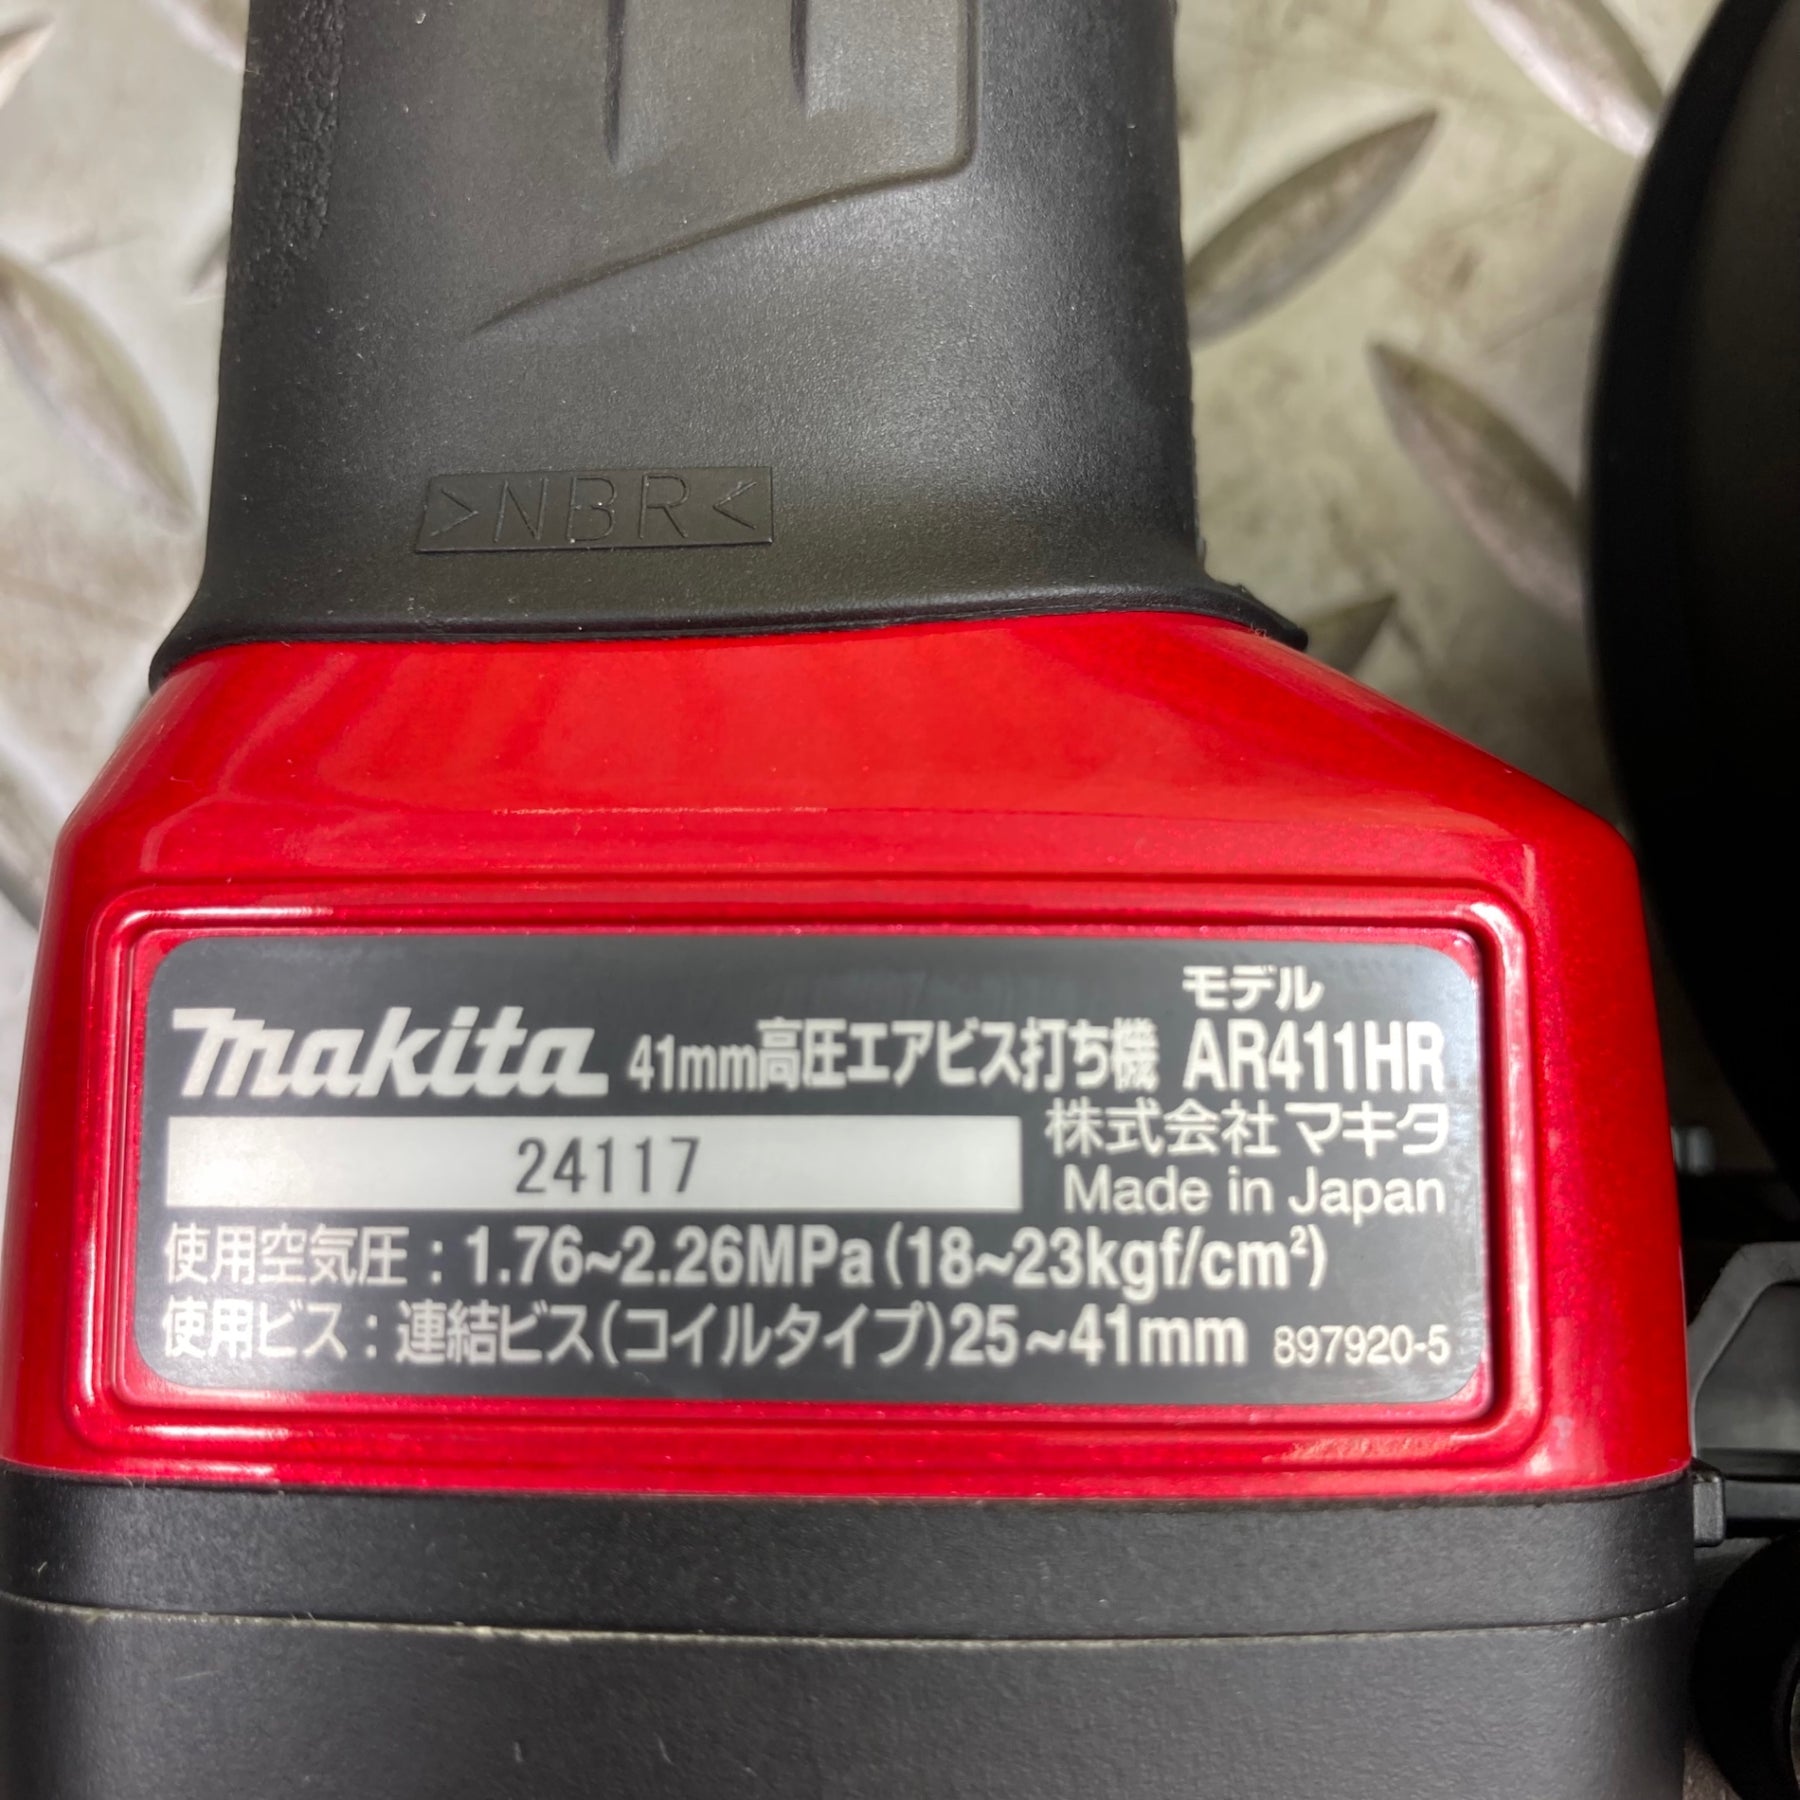 >NBR<
モデル
makita 41mm高圧エアビス打ち機 AR411HR
24117 株式会社マキタ
Made in Japan
使用空気圧：1.76~2.26MPa(18~23kgf/cm²)
使用ビス：連結ビス(コイルタイプ)25~41mm 897920-5